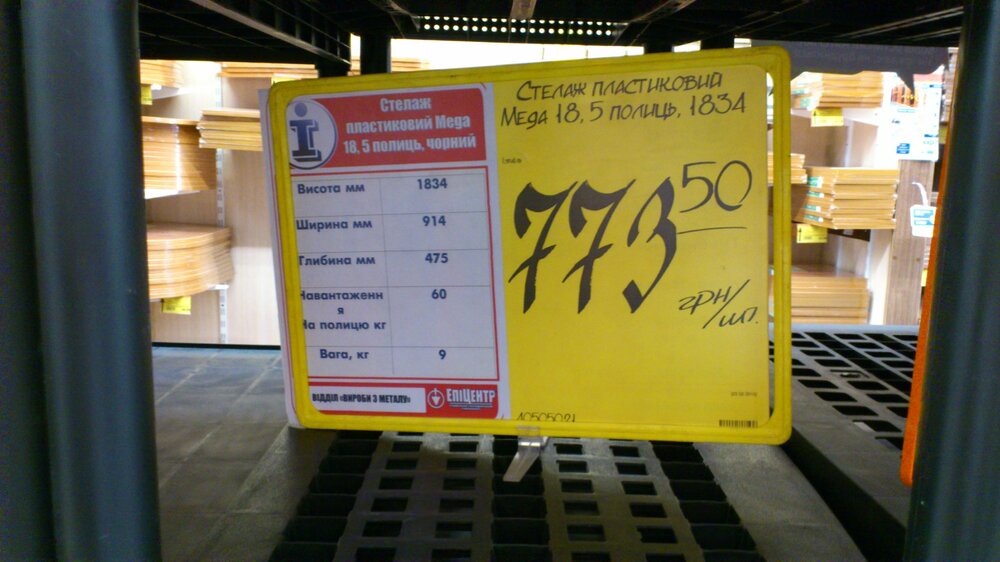 Стелаж
пластиковий Mega
18, 5 полиць, чорний
Висота мм 1834
Ширина мм 914
Глибина мм 475
Навантаженн 60
я
На полицю кг
Вага, кг 9
ВІДДІЛ «ВИРОБИ З МЕТАЛУ»
ЕПІЦЕНТР
СТЕЛАЖ ПЛАСТИКОВИЙ
Mega 18, 5 ПОЛИЦЬ, 1834
773 50
грн/шт.